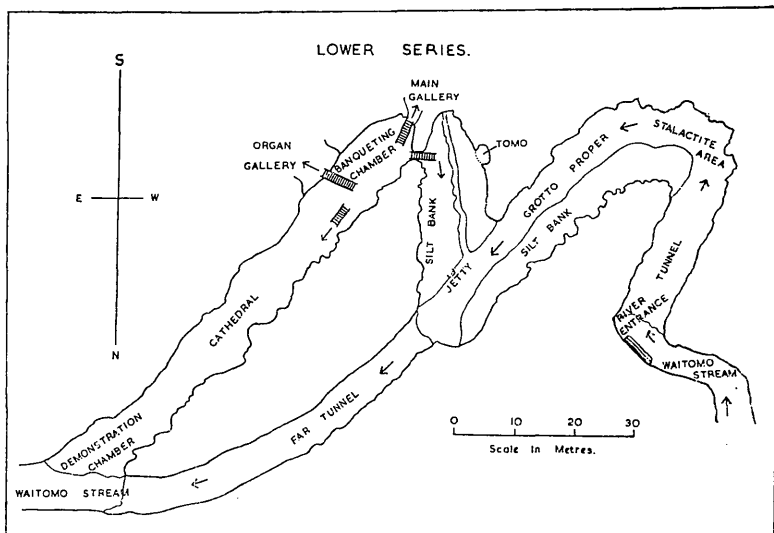 LOWER SERIES.
S
E
W
N
MAIN
GALLERY
ORGAN
GALLERY
BANQUETING
CHAMBER
TOMO
STALACTITE
AREA
GROTTO PROPER
SILT BANK
SILT BANK
JETTY
TUNNEL
RIVER
ENTRANCE
WAITOMO
STREAM
CATHEDRAL
FAR TUNNEL
DEMONSTRATION
CHAMBER
WAITOMO STREAM
0 10 20 30
Scale In Metres.